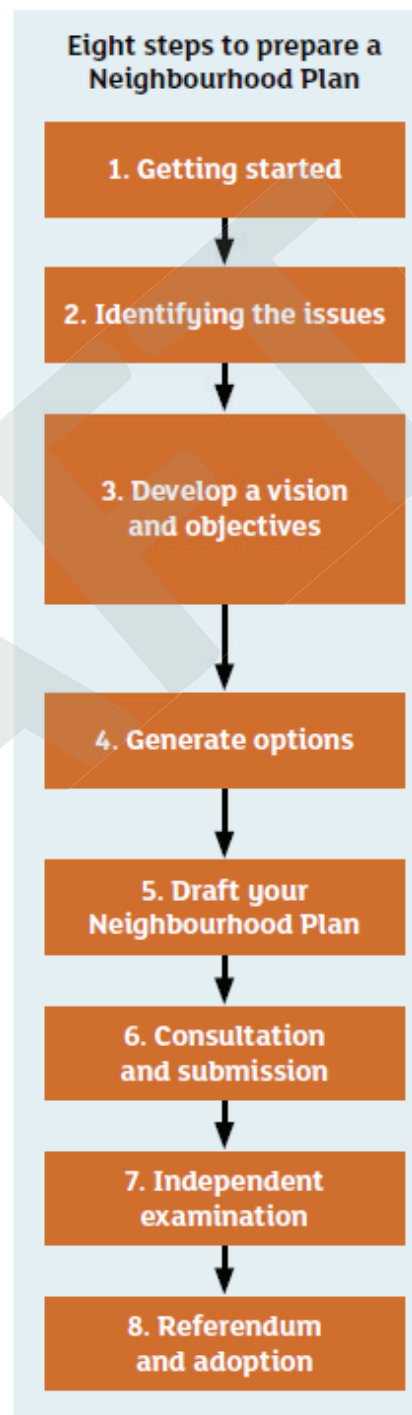 Eight steps to prepare a
Neighbourhood Plan
1. Getting started
2. Identifying the issues
3. Develop a vision
and objectives
4. Generate options
5. Draft your
Neighbourhood Plan
6. Consultation
and submission
7. Independent
examination
8. Referendum
and adoption